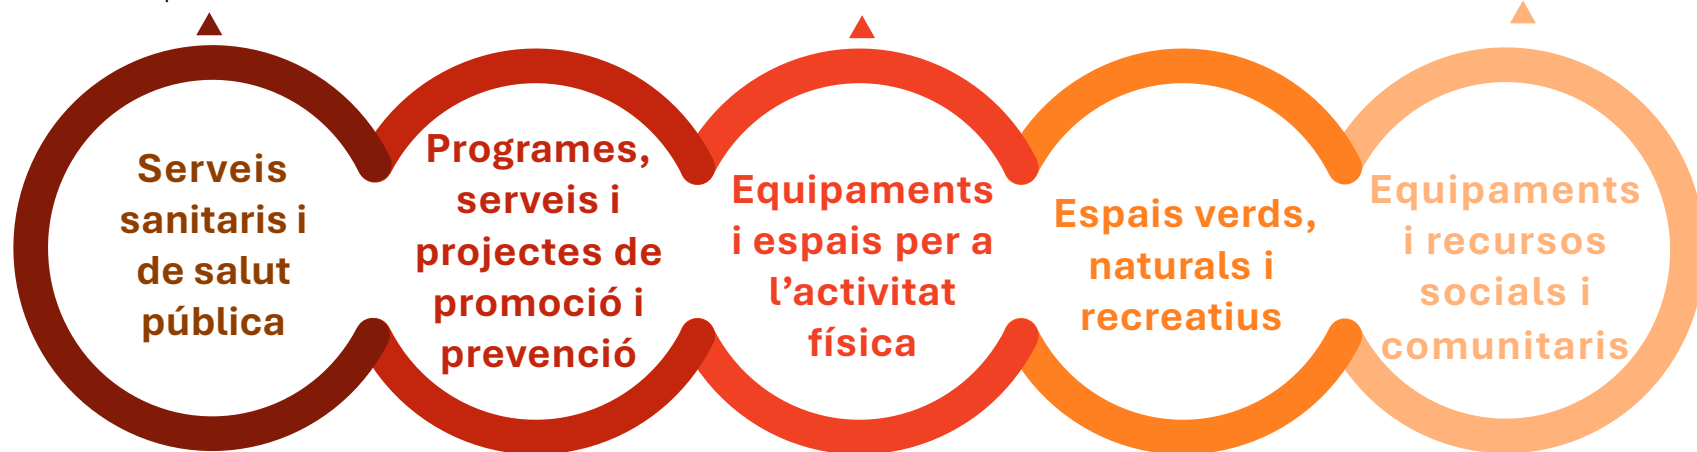 Serveis
sanitaris i
de salut
pública
Programes,
serveis i
projectes de
promoció i
prevenció
Equipaments
i espais per a
l’activitat
física
Espais verds,
naturals i
recreatius
Equipaments
i recursos
socials i
comunitaris